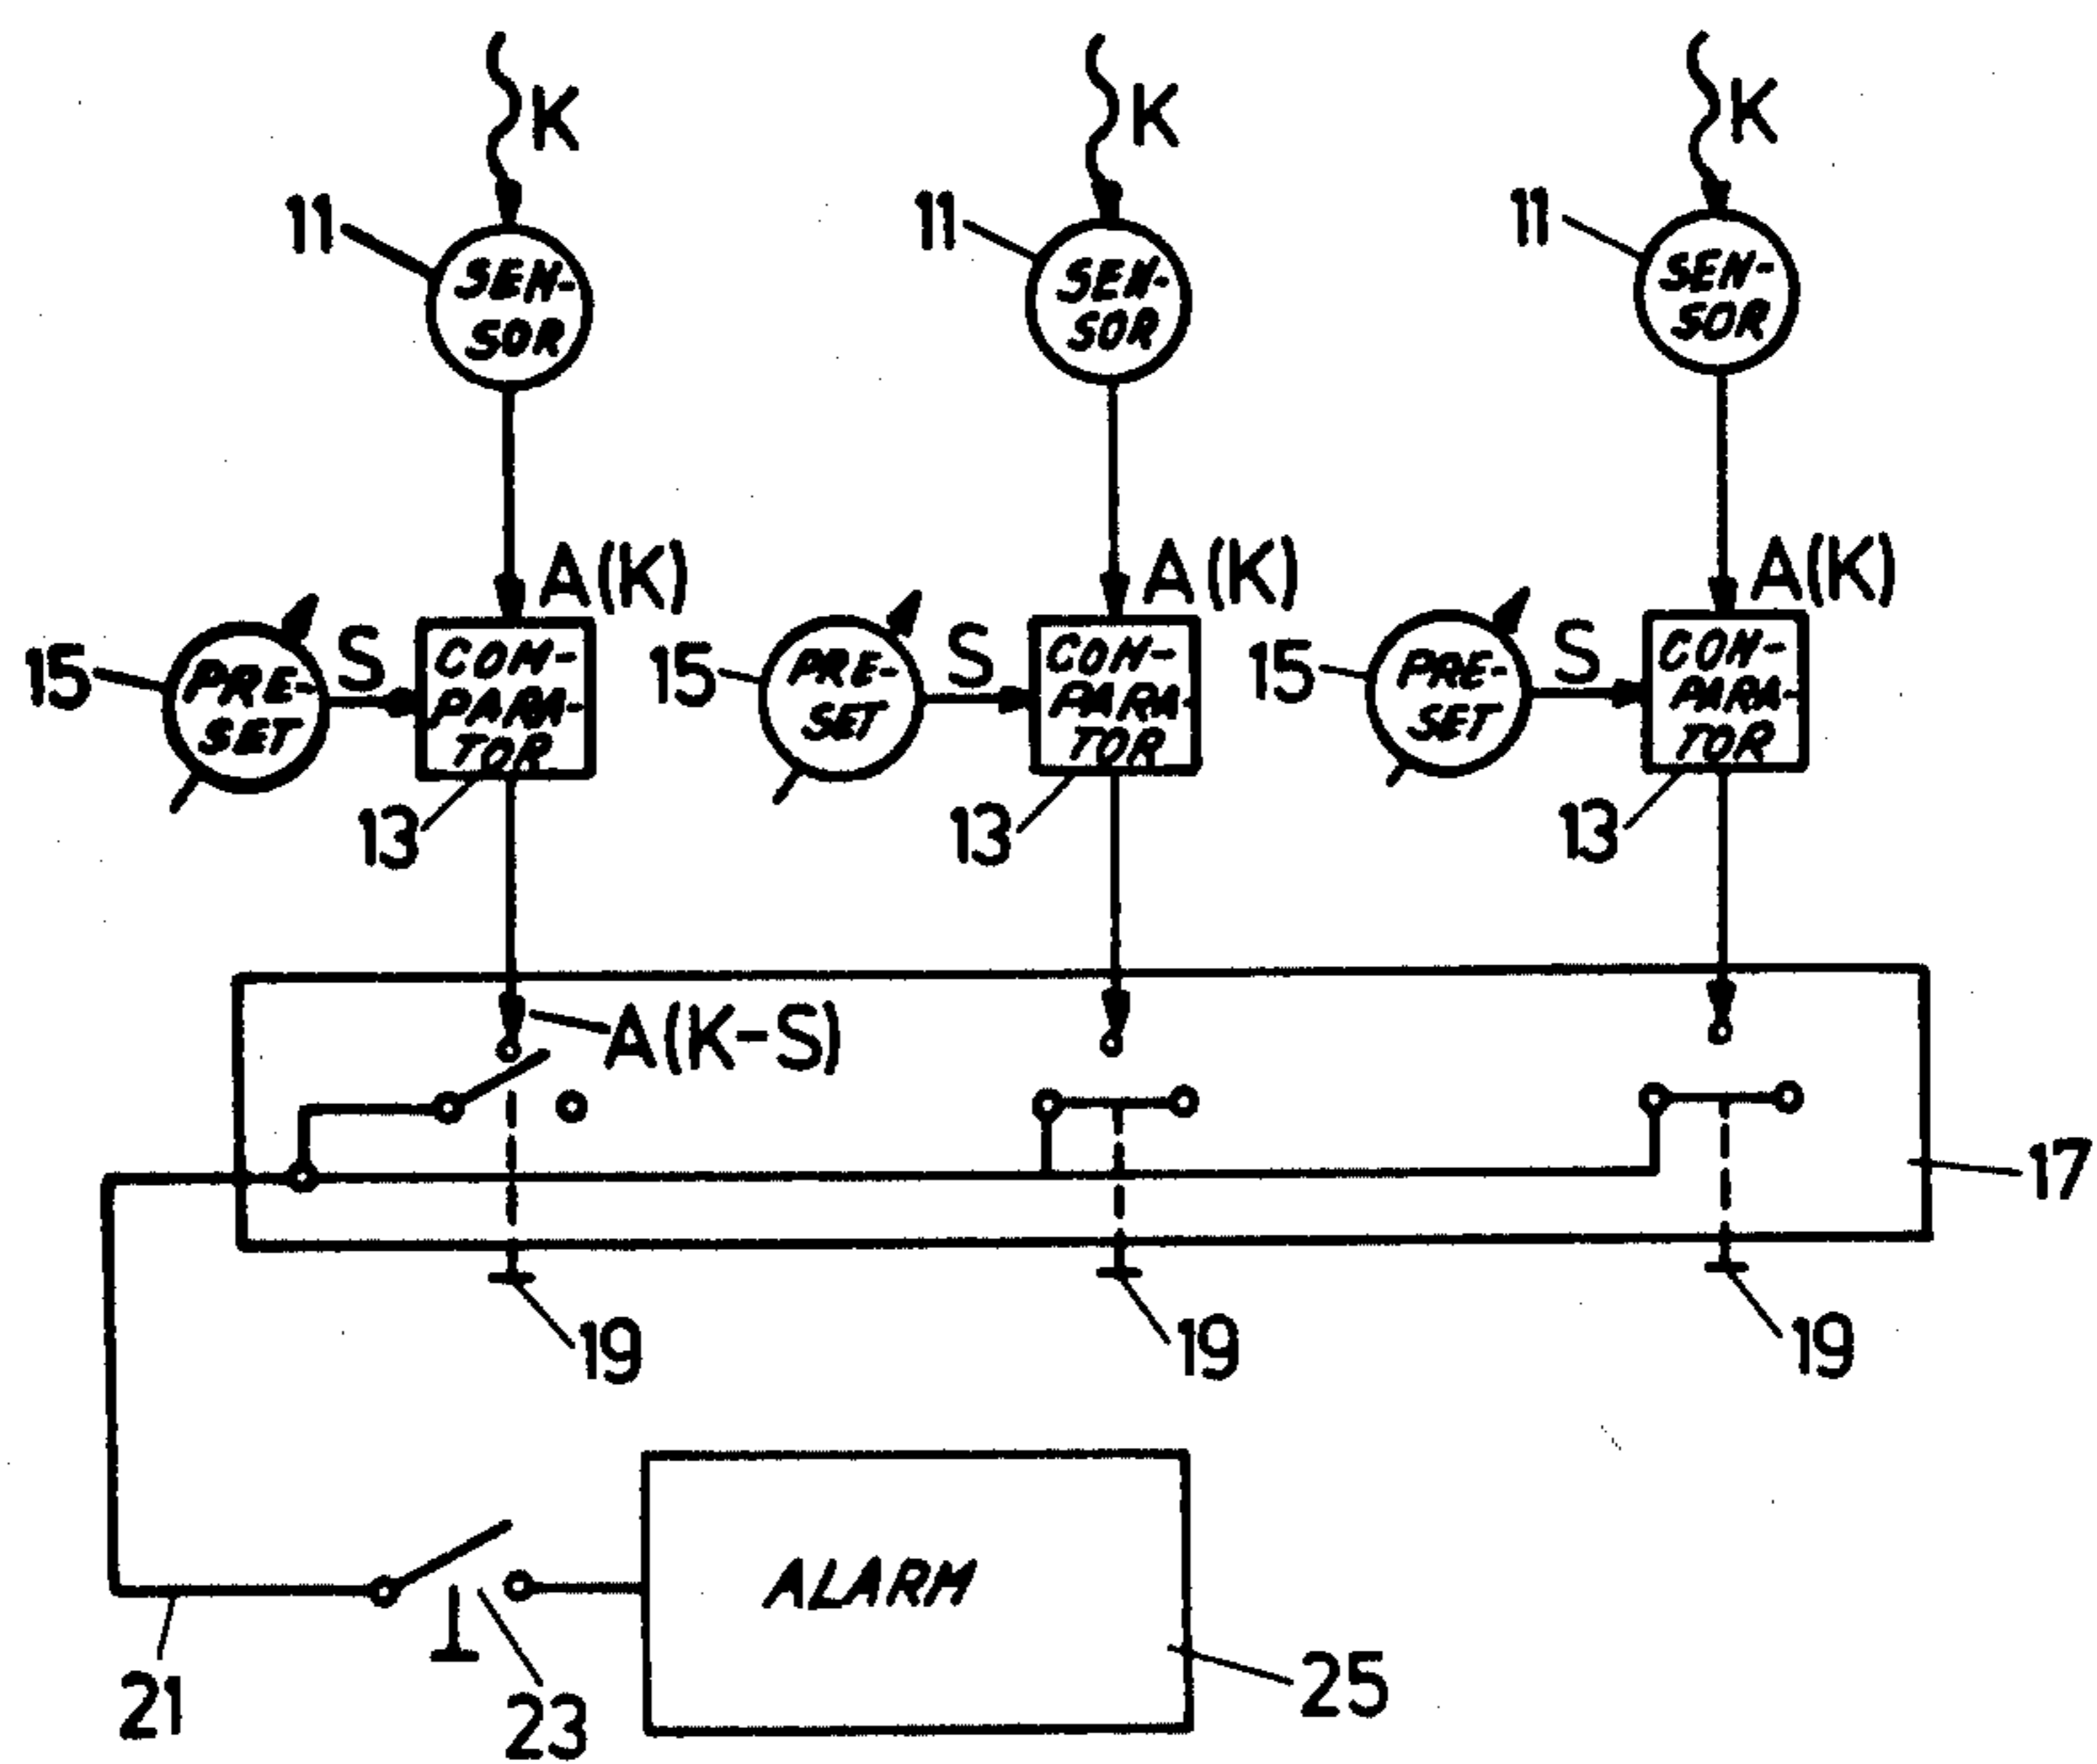 K K K
11 11 11
SEN-
SOR
SEN-
SOR
SEN-
SOR
A(K) A(K) A(K)
15 PRE-
SET
S
COM-
PARA-
TOR
15 PRE-
SET
S
COM-
PARA-
TOR
15 PRE-
SET
S
COM-
PARA-
TOR
13 13 13
A(K-S)
17
19 19 19
ALARM
21 23 25